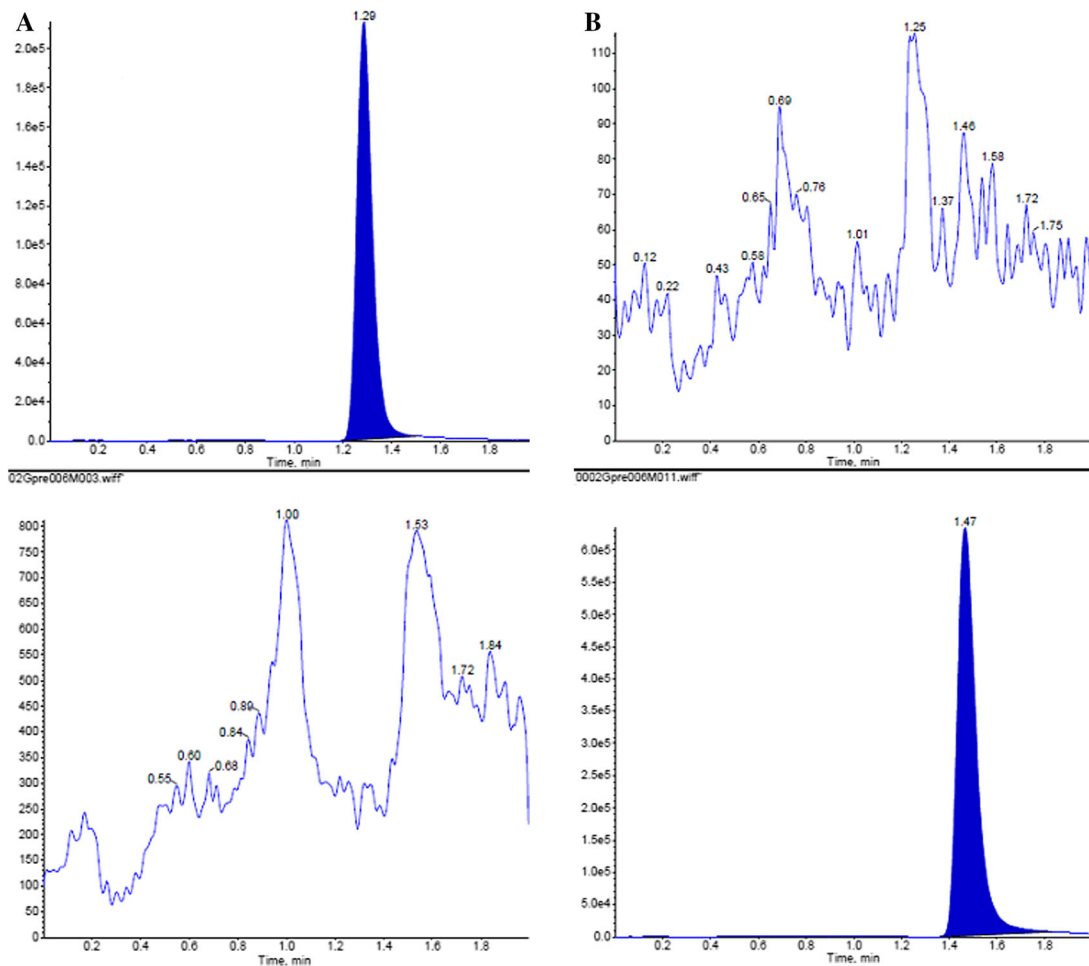 A
1.29
2.0e5
1.8e5
1.6e5
1.4e5
1.2e5
1.0e5
8.0e4
6.0e4
4.0e4
2.0e4
0.0
0.2 0.4 0.6 0.8 1.0 1.2 1.4 1.6 1.8
Time, min
B
1.25
110
100
90
80
70
60
50
40
30
20
10
0
0.12
0.22
0.43
0.58
0.65
0.69
0.76
1.01
1.37
1.46
1.58
1.72
1.75
0.2 0.4 0.6 0.8 1.0 1.2 1.4 1.6 1.8
Time, min
02Gpre006M003.wiff"
800
750
700
650
600
550
500
450
400
350
300
250
200
150
100
50
0
0.55
0.60
0.68
0.84
0.89
1.00
1.53
1.72
1.84
0.2 0.4 0.6 0.8 1.0 1.2 1.4 1.6 1.8
Time, min
0002Gpre006M011.wiff"
1.47
6.0e5
5.5e5
5.0e5
4.5e5
4.0e5
3.5e5
3.0e5
2.5e5
2.0e5
1.5e5
1.0e5
5.0e4
0.0
0.2 0.4 0.6 0.8 1.0 1.2 1.4 1.6 1.8
Time, min